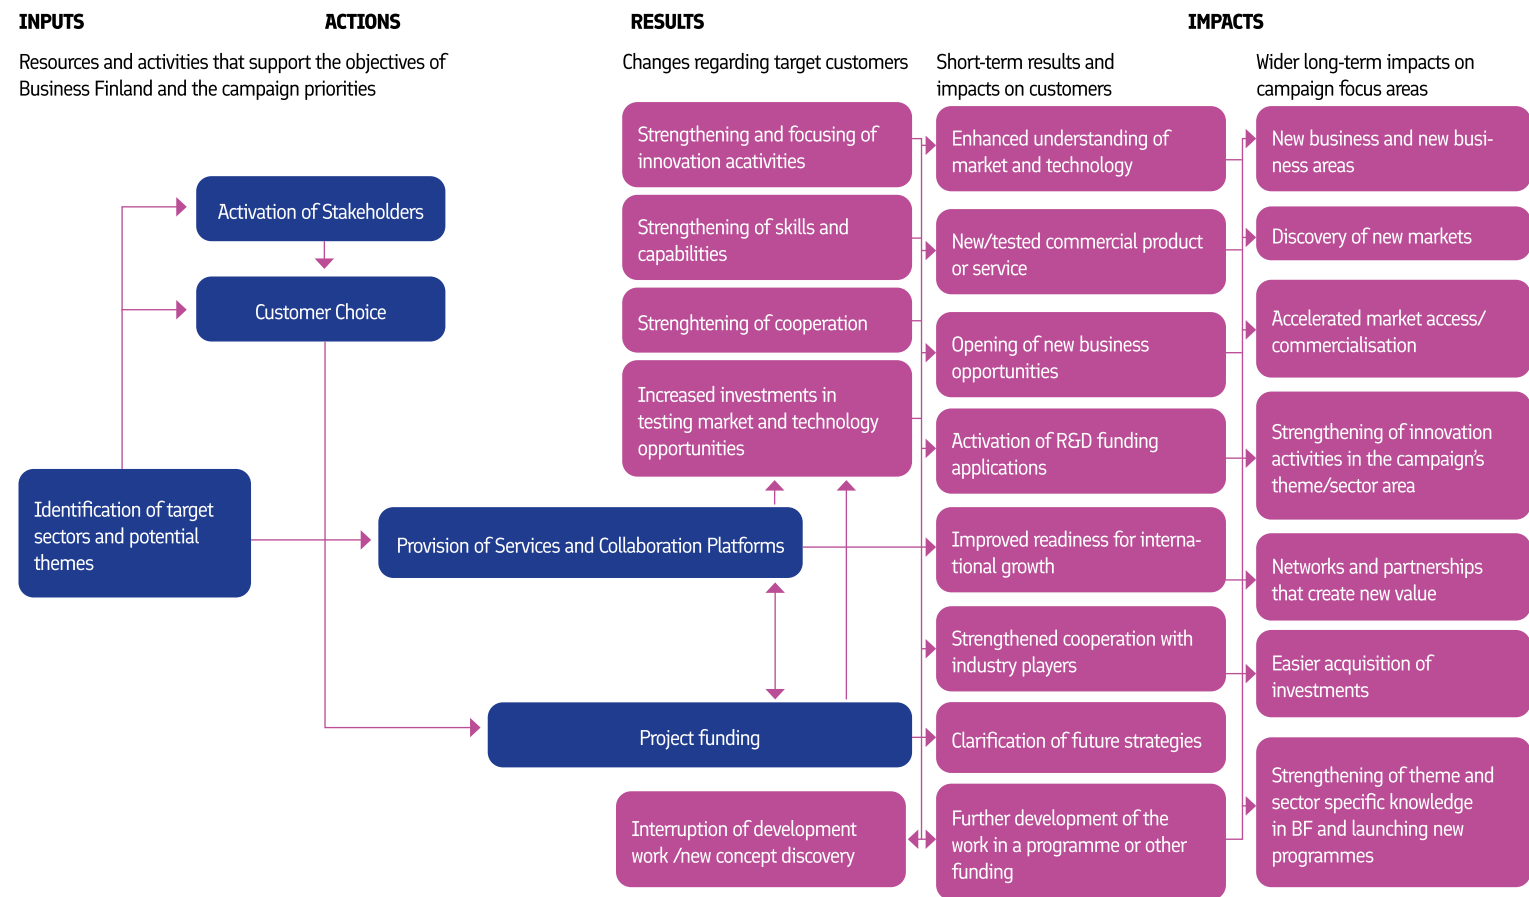 INPUTS
ACTIONS
RESULTS
IMPACTS
Resources and activities that support the objectives of
Business Finland and the campaign priorities
Changes regarding target customers
Short-term results and
impacts on customers
Wider long-term impacts on
campaign focus areas
Identification of target
sectors and potential
themes
Activation of Stakeholders
Customer Choice
Provision of Services and Collaboration Platforms
Project funding
Strengthening and focusing of
innovation acativities
Strengthening of skills and
capabilities
Strenghtening of cooperation
Increased investments in
testing market and technology
opportunities
Interruption of development
work /new concept discovery
Enhanced understanding of
market and technology
New/tested commercial product
or service
Opening of new business
opportunities
Activation of R&D funding
applications
Improved readiness for interna-
tional growth
Strengthened cooperation with
industry players
Clarification of future strategies
Further development of the
work in a programme or other
funding
New business and new busi-
ness areas
Discovery of new markets
Accelerated market access/
commercialisation
Strengthening of innovation
activities in the campaign's
theme/sector area
Networks and partnerships
that create new value
Easier acquisition of
investments
Strengthening of theme and
sector specific knowledge
in BF and launching new
programmes